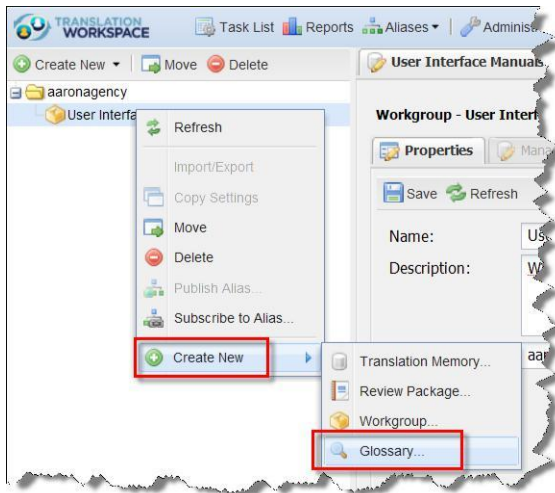 TRANSLATION
WORKSPACE
Task List Reports Aliases
Create New Move Delete
User Interface Manuals
aaronagency
User Interfa
Workgroup - User Interf
Refresh
Properties
Import/Export
Copy Settings
Save Refresh
Move
Name:
Delete
Description:
Publish Alias...
Subscribe to Alias...
Create New
Translation Memory...
Review Package...
Workgroup...
Glossary...